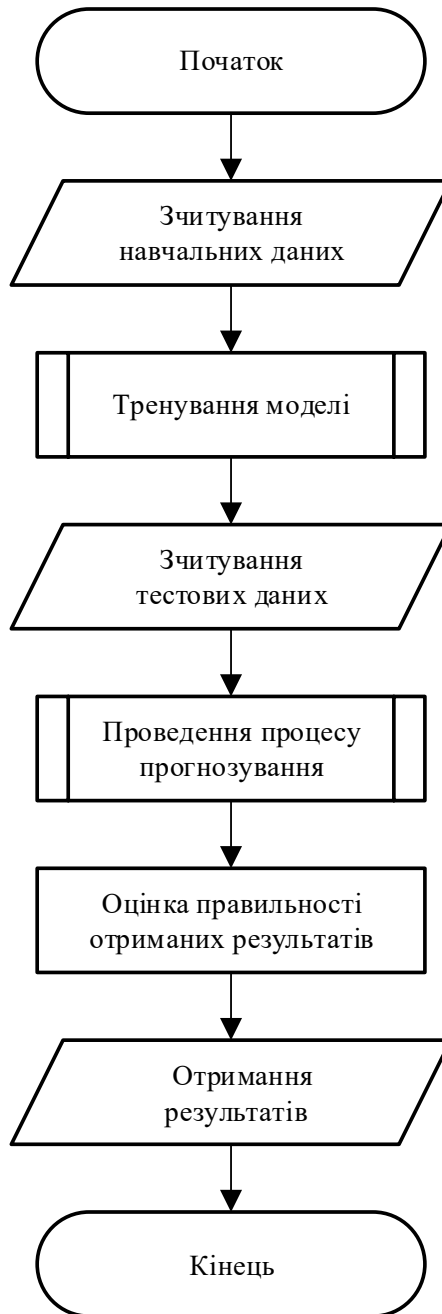 Початок
Зчитування
навчальних даних
Тренування моделі
Зчитування
тестових даних
Проведення процесу
прогнозування
Оцінка правильності
отриманих результатів
Отримання
результатів
Кінець